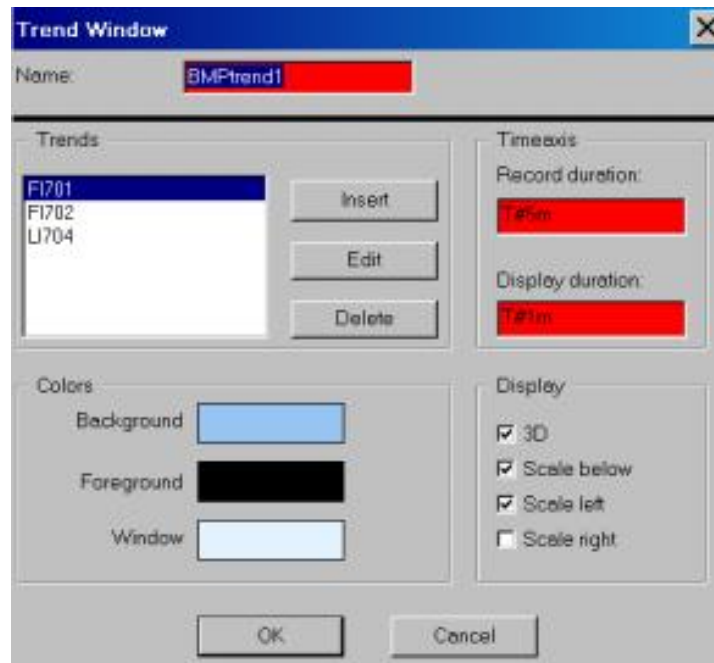 Trend Window
Name: BMPtrend1
Trends
FI701
FI702
LI704
Insert
Edit
Delete
Timeaxis
Record duration:
T#5m
Display duration:
T#1m
Colors
Background
Foreground
Window
Display
3D
Scale below
Scale left
Scale right
OK
Cancel